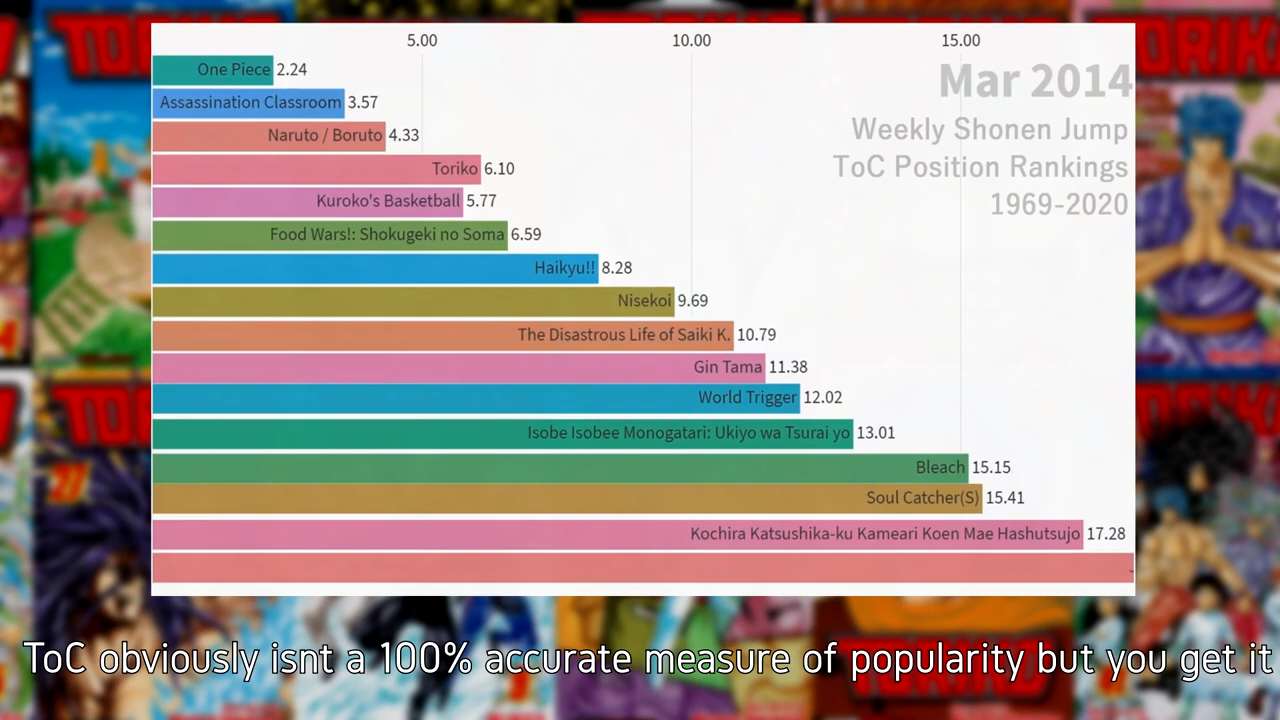 5.00 10.00 15.00
Mar 2014
Weekly Shonen Jump
ToC Position Rankings
1969-2020
One Piece 2.24
Assassination Classroom 3.57
Naruto / Boruto 4.33
Toriko 6.10
Kuroko's Basketball 5.77
Food Wars!: Shokugeki no Soma 6.59
Haikyu!! 8.28
Nisekoi 9.69
The Disastrous Life of Saiki K. 10.79
Gin Tama 11.38
World Trigger 12.02
Isobe Isobee Monogatari: Ukiyo wa Tsurai yo 13.01
Bleach 15.15
Soul Catcher(S) 15.41
Kochira Katsushika-ku Kameari Koen Mae Hashutsujo 17.28
ToC obviously isnt a 100% accurate measure of popularity but you get it